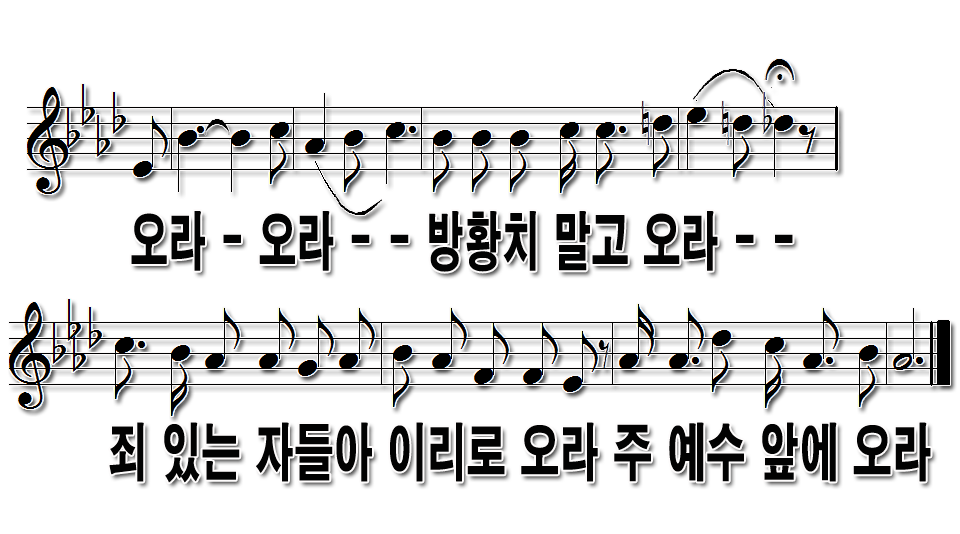 오라 - 오라 - - 방황치 말고 오라 - -
죄 있는 자들아 이리로 오라 주 예수 앞에 오라